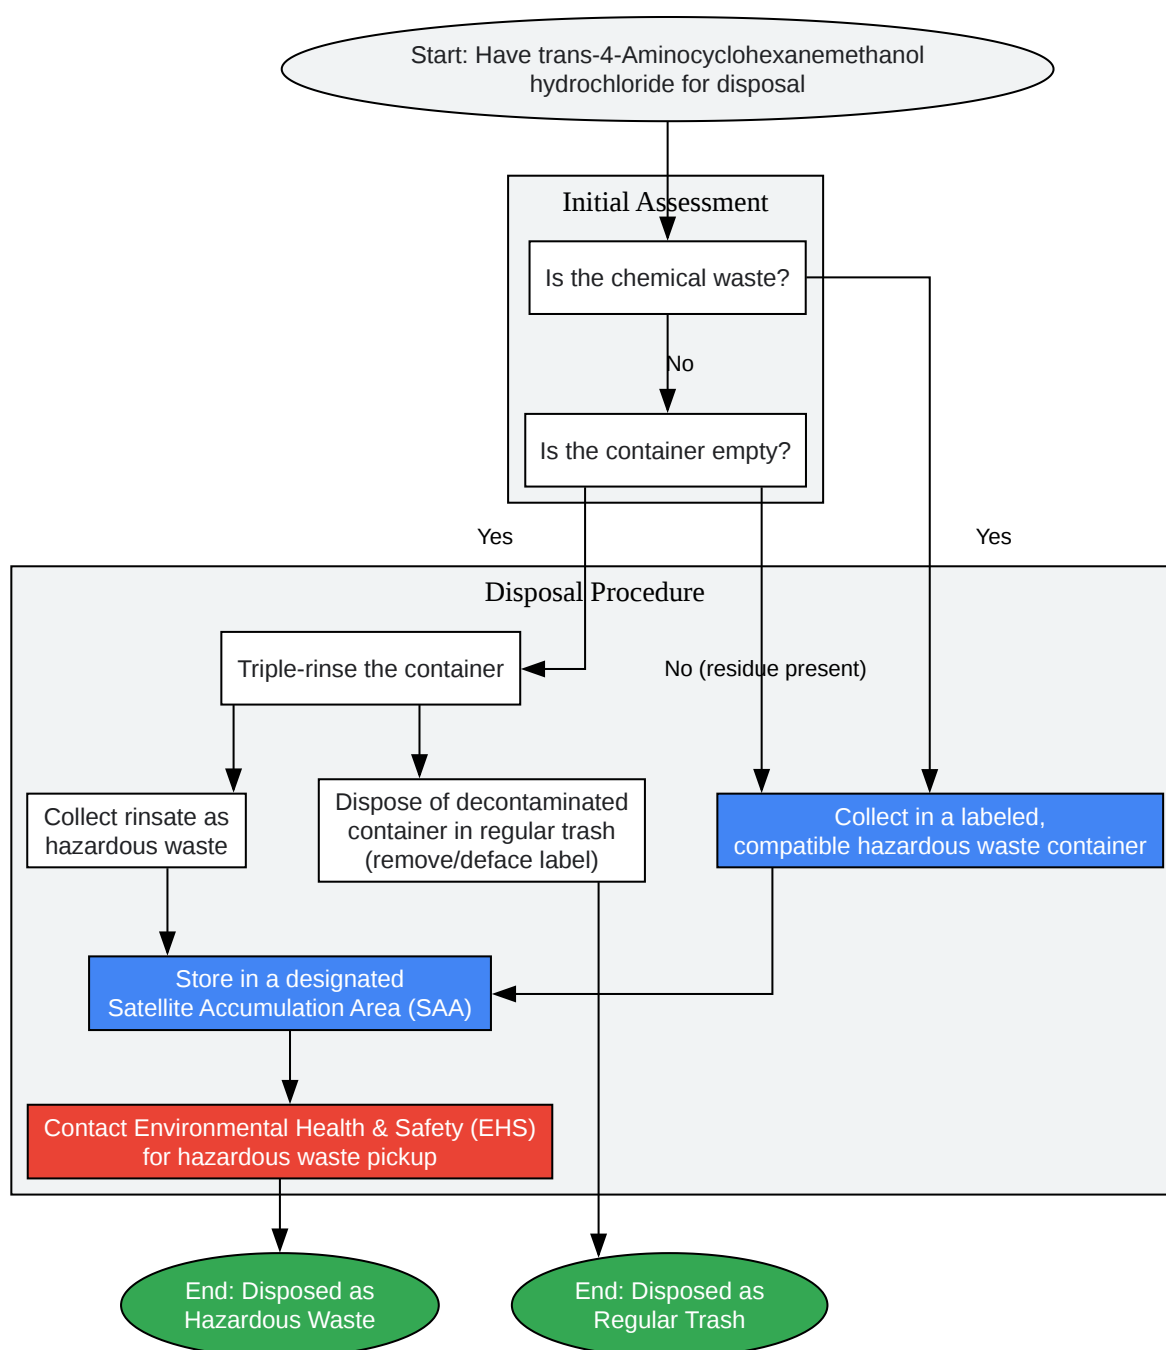 Start: Have trans-4-Aminocyclohexanemethanol
hydrochloride for disposal
Initial Assessment
Is the chemical waste?
No
Is the container empty?
Yes
Yes
Disposal Procedure
Triple-rinse the container
No (residue present)
Collect rinsate as
hazardous waste
Dispose of decontaminated
container in regular trash
(remove/deface label)
Collect in a labeled,
compatible hazardous waste container
Store in a designated
Satellite Accumulation Area (SAA)
Contact Environmental Health & Safety (EHS)
for hazardous waste pickup
End: Disposed as
Hazardous Waste
End: Disposed as
Regular Trash